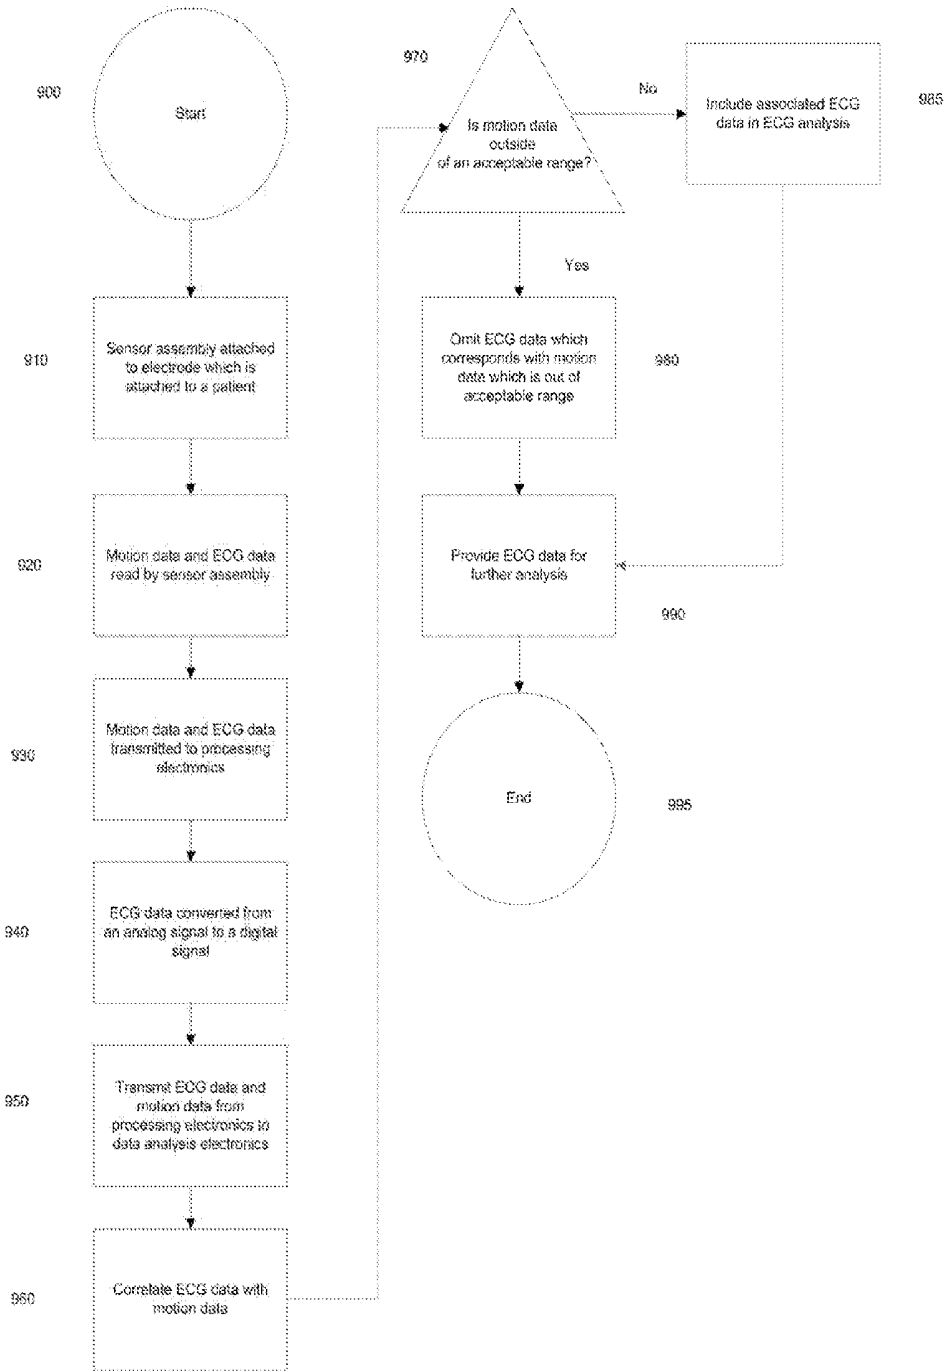 900
Start
910
Sensor assembly attached
to electrode which is
attached to a patient
920
Motion data and ECG data
read by sensor assembly
930
Motion data and ECG data
transmitted to processing
electronics
940
ECG data converted from
an analog signal to a digital
signal
950
Transmit ECG data and
motion data from
processing electronics to
data analysis electronics
960
Correlate ECG data with
motion data
970
Is motion data
outside
of an acceptable range?
No
Include associated ECG
data in ECG analysis
985
Yes
Omit ECG data which
corresponds with motion
data which is out of
acceptable range
980
Provide ECG data for
further analysis
990
End
995